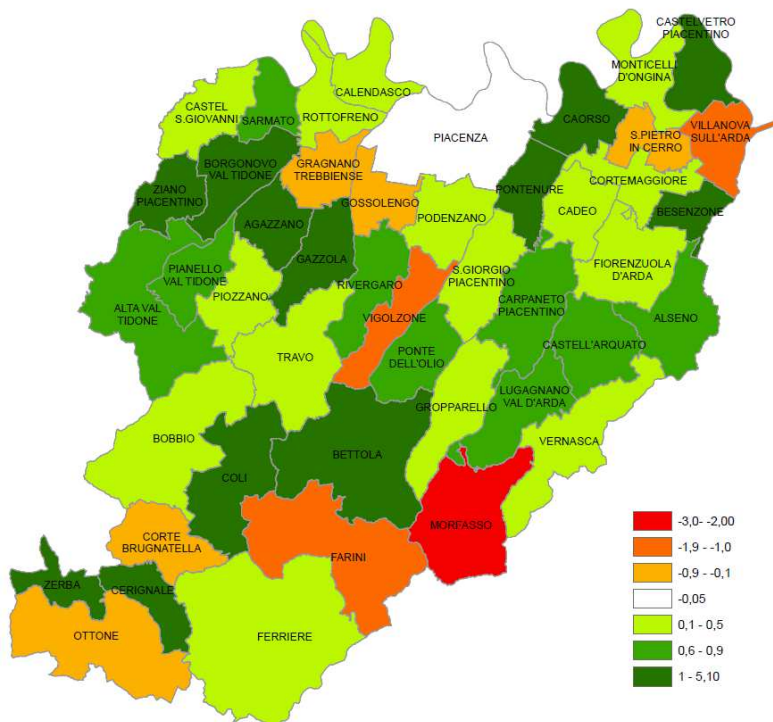 CASTELVETRO
PIACENTINO
MONTICELLI
D'ONGINA
CALENDASCO
CASTEL
S.GIOVANNI
SARMATO
ROTTOFRENO
CAORSO
VILLANOVA
SULL'ARDA
S.PIETRO
IN CERRO
PIACENZA
BORGONOVO
VAL TIDONE
GRAGNANO
TREBBIENSE
ZIANO
PIACENTINO
GOSSOLENGO
PONTENURE
CORTEMAGGIORE
CADEO
BESENZONE
PODENZANO
AGAZZANO
GAZZOLA
FIORENZUOLA
D'ARDA
S.GIORGIO
PIACENTINO
PIANELLO
VAL TIDONE
RIVERGARO
PIOZZANO
CARPANETO
PIACENTINO
ALTA VAL
TIDONE
VIGOLZONE
ALSENO
CASTELL'ARQUATO
TRAVO
PONTE
DELL'OLIO
LUGAGNANO
VAL D'ARDA
GROPPARELLO
BOBBIO
VERNASCA
BETTOLA
COLI
MORFASSO
CORTE
BRUGNATELLA
FARINI
ZERBA
CERIGNALE
OTTONE
FERRIERE
-3,0- -2,00
-1,9 - -1,0
-0,9 - -0,1
-0,05
0,1 - 0,5
0,6 - 0,9
1 - 5,10